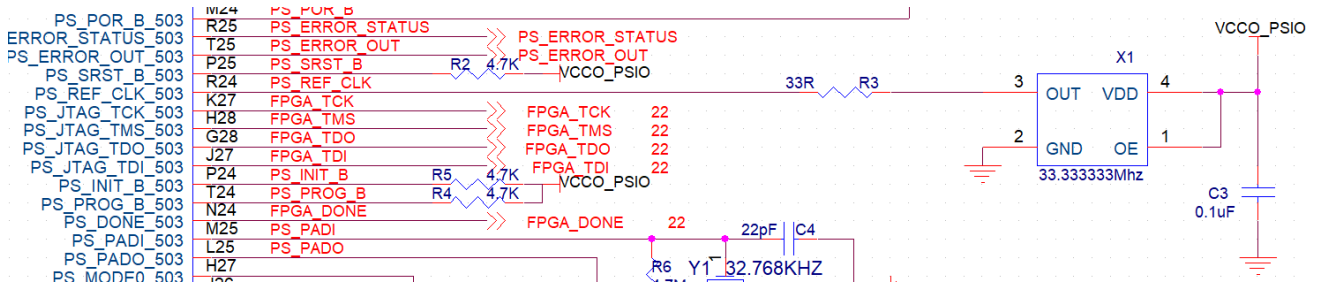 M24 PS_POR_B
PS_POR_B_503
R25 PS_ERROR_STATUS
ERROR_STATUS_503 PS_ERROR_STATUS
T25 PS_ERROR_OUT
PS_ERROR_OUT_503 PS_ERROR_OUT
P25 PS_SRST_B R2 4.7K VCCO_PSIO
PS_SRST_B_503
R24 PS_REF_CLK 33R R3
PS_REF_CLK_503
K27 FPGA_TCK
PS_JTAG_TCK_503 FPGA_TCK 22
H28 FPGA_TMS
PS_JTAG_TMS_503 FPGA_TMS 22
G28 FPGA_TDO
PS_JTAG_TDO_503 FPGA_TDO 22
J27 FPGA_TDI
PS_JTAG_TDI_503 FPGA_TDI 22
P24 PS_INIT_B R5 4.7K VCCO_PSIO
PS_INIT_B_503
T24 PS_PROG_B R4 4.7K
PS_PROG_B_503
N24 FPGA_DONE
PS_DONE_503 FPGA_DONE 22
M25 PS_PADI 22pF C4
PS_PADI_503
L25 PS_PADO
PS_PADO_503
H27 R6 Y1 1 32.768KHZ
PS_MODE0_503
VCCO_PSIO
X1
3 OUT VDD 4
2 GND OE 1
33.333333Mhz
C3
0.1uF